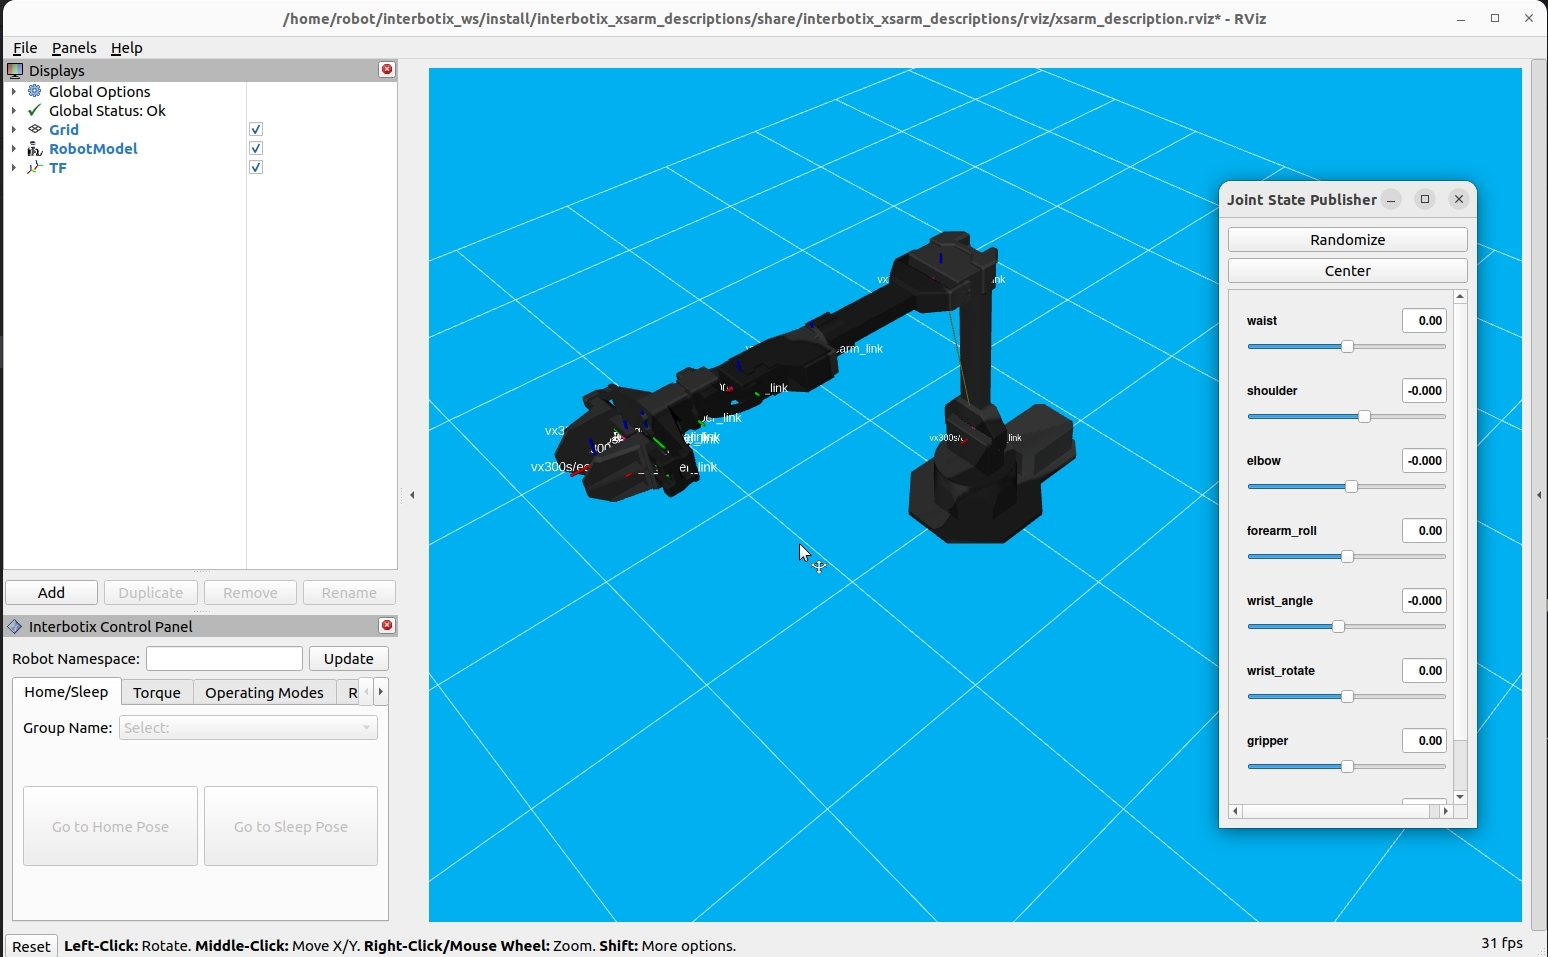 /home/robot/interbotix_ws/install/interbotix_xsarm_descriptions/share/interbotix_xsarm_descriptions/rviz/xsarm_description.rviz* - RViz
File Panels Help
Displays
Global Options
Global Status: Ok
Grid
RobotModel
TF
Add Duplicate Remove Rename
Interbotix Control Panel
Robot Namespace: Update
Home/Sleep Torque Operating Modes R
Group Name: Select:
Go to Home Pose Go to Sleep Pose
Reset Left-Click: Rotate. Middle-Click: Move X/Y. Right-Click/Mouse Wheel: Zoom. Shift: More options. 31 fps
vx nk
arm_link
_link
_link
vx3
vx300s/ee
_link
vx300s/ link
Joint State Publisher
Randomize
Center
waist 0.00
shoulder -0.000
elbow -0.000
forearm_roll 0.00
wrist_angle -0.000
wrist_rotate 0.00
gripper 0.00